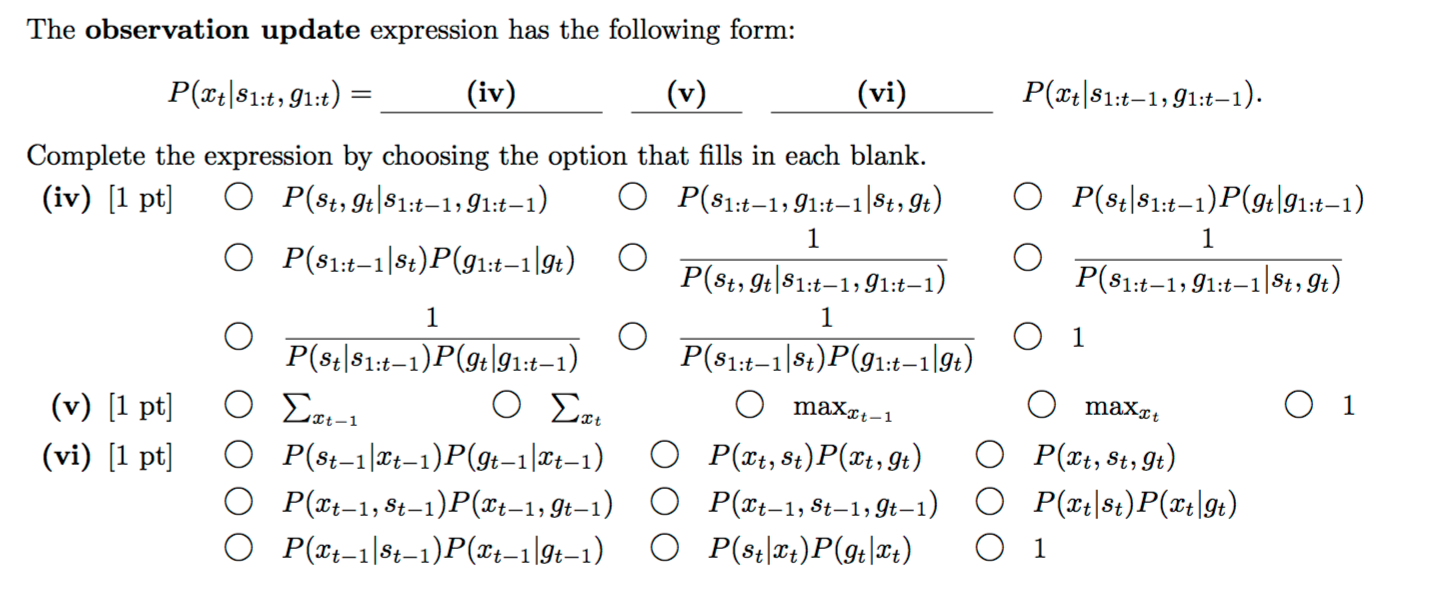 The observation update expression has the following form:
P(x_t|s_{1:t}, g_{1:t}) = (iv) (v) (vi) P(x_t|s_{1:t−1}, g_{1:t−1}).
Complete the expression by choosing the option that fills in each blank.
(iv) [1 pt] ○ P(s_t, g_t|s_{1:t−1}, g_{1:t−1}) ○ P(s_{1:t−1}, g_{1:t−1}|s_t, g_t) ○ P(s_t|s_{1:t−1})P(g_t|g_{1:t−1})
○ P(s_{1:t−1}|s_t)P(g_{1:t−1}|g_t) ○ \frac{1}{P(s_t, g_t|s_{1:t−1}, g_{1:t−1})} ○ \frac{1}{P(s_{1:t−1}, g_{1:t−1}|s_t, g_t)}
○ \frac{1}{P(s_t|s_{1:t−1})P(g_t|g_{1:t−1})} ○ \frac{1}{P(s_{1:t−1}|s_t)P(g_{1:t−1}|g_t)} ○ 1
(v) [1 pt] ○ ∑_{x_{t−1}} ○ ∑_{x_t} ○ max_{x_{t−1}} ○ max_{x_t} ○ 1
(vi) [1 pt] ○ P(s_{t−1}|x_{t−1})P(g_{t−1}|x_{t−1}) ○ P(x_t, s_t)P(x_t, g_t) ○ P(x_t, s_t, g_t)
○ P(x_{t−1}, s_{t−1})P(x_{t−1}, g_{t−1}) ○ P(x_{t−1}, s_{t−1}, g_{t−1}) ○ P(x_t|s_t)P(x_t|g_t)
○ P(x_{t−1}|s_{t−1})P(x_{t−1}|g_{t−1}) ○ P(s_t|x_t)P(g_t|x_t) ○ 1